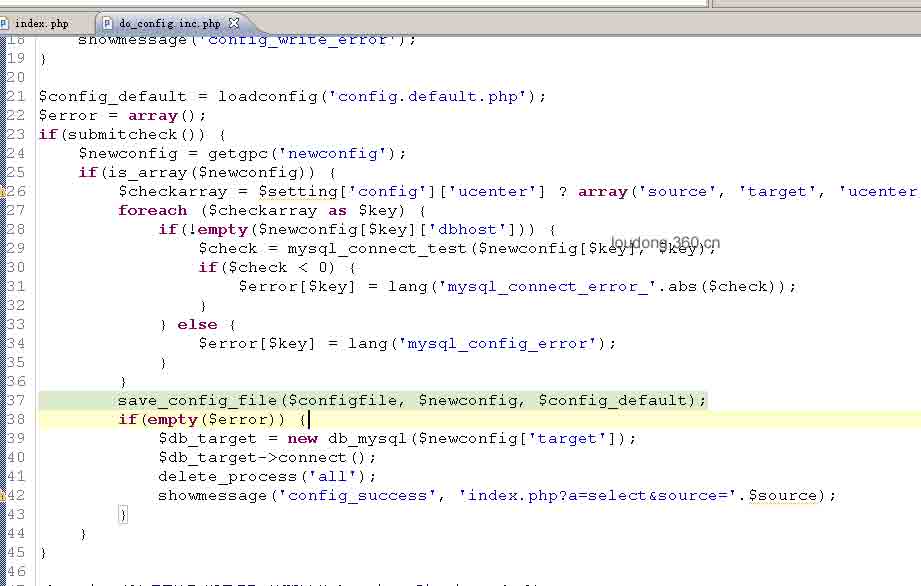 index.php do_config.inc.php
18 showmessage('config_write_error');
19 }
20
21 $config_default = loadconfig('config.default.php');
22 $error = array();
23 if(submitcheck()) {
24 $newconfig = getgpc('newconfig');
25 if(is_array($newconfig)) {
26 $checkarray = $setting['config']['ucenter'] ? array('source', 'target', 'ucenter
27 foreach ($checkarray as $key) {
28 if(!empty($newconfig[$key]['dbhost'])) {
29 $check = mysql_connect_test($newconfig[$key], $key);
loudong.360.cn
30 if($check < 0) {
31 $error[$key] = lang('mysql_connect_error_'.abs($check));
32 }
33 } else {
34 $error[$key] = lang('mysql_config_error');
35 }
36 }
37 save_config_file($configfile, $newconfig, $config_default);
38 if(empty($error)) {
39 $db_target = new db_mysql($newconfig['target']);
40 $db_target->connect();
41 delete_process('all');
42 showmessage('config_success', 'index.php?a=select&source='.$source);
43 }
44 }
45 }
46